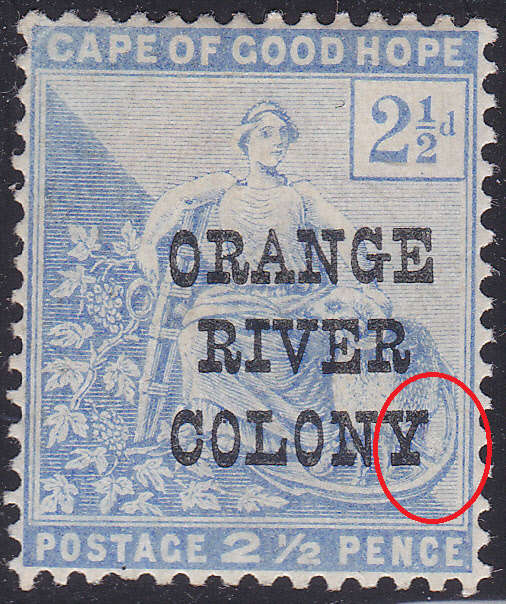 CAPE OF GOOD HOPE
2½d
ORANGE
RIVER
COLONY
POSTAGE 2 ½ PENCE